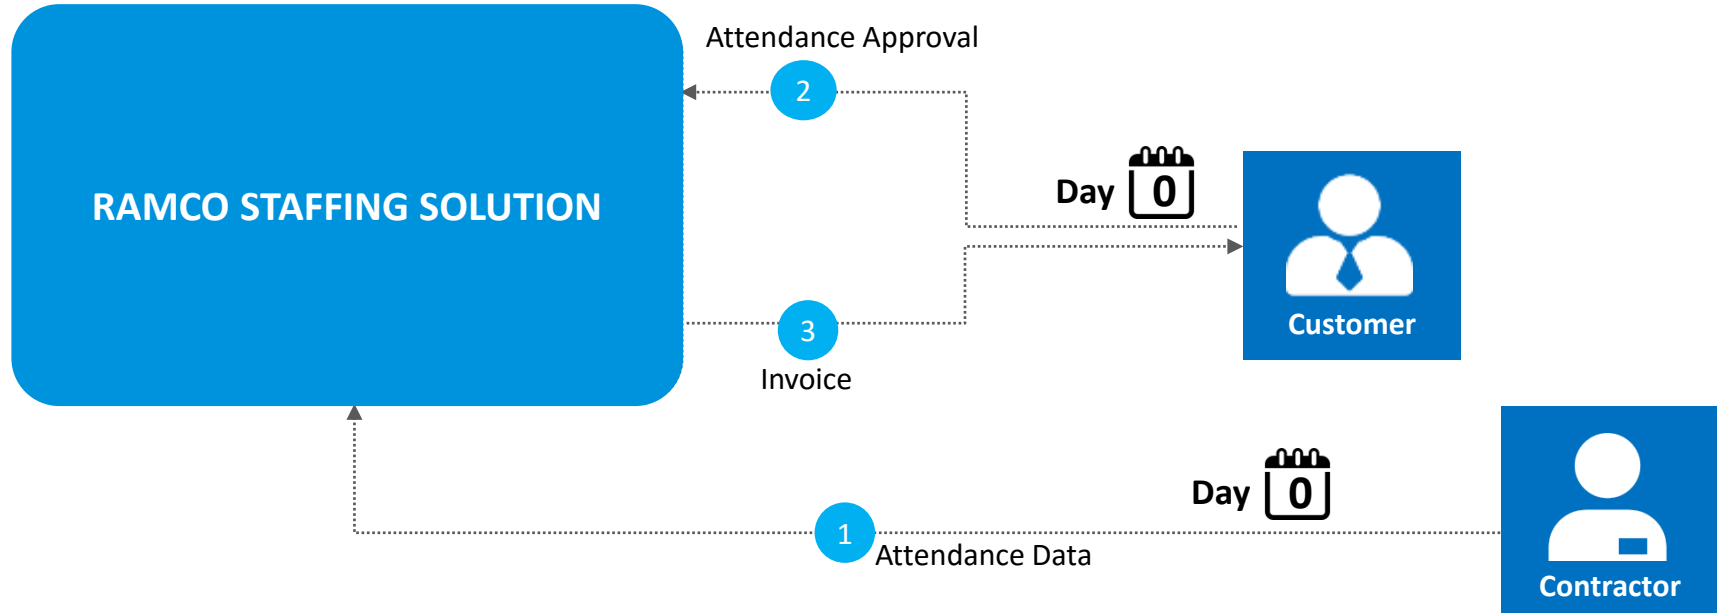 Attendance Approval
2
Day 0
RAMCO STAFFING SOLUTION
Customer
3
Invoice
Day 0
1
Attendance Data
Contractor